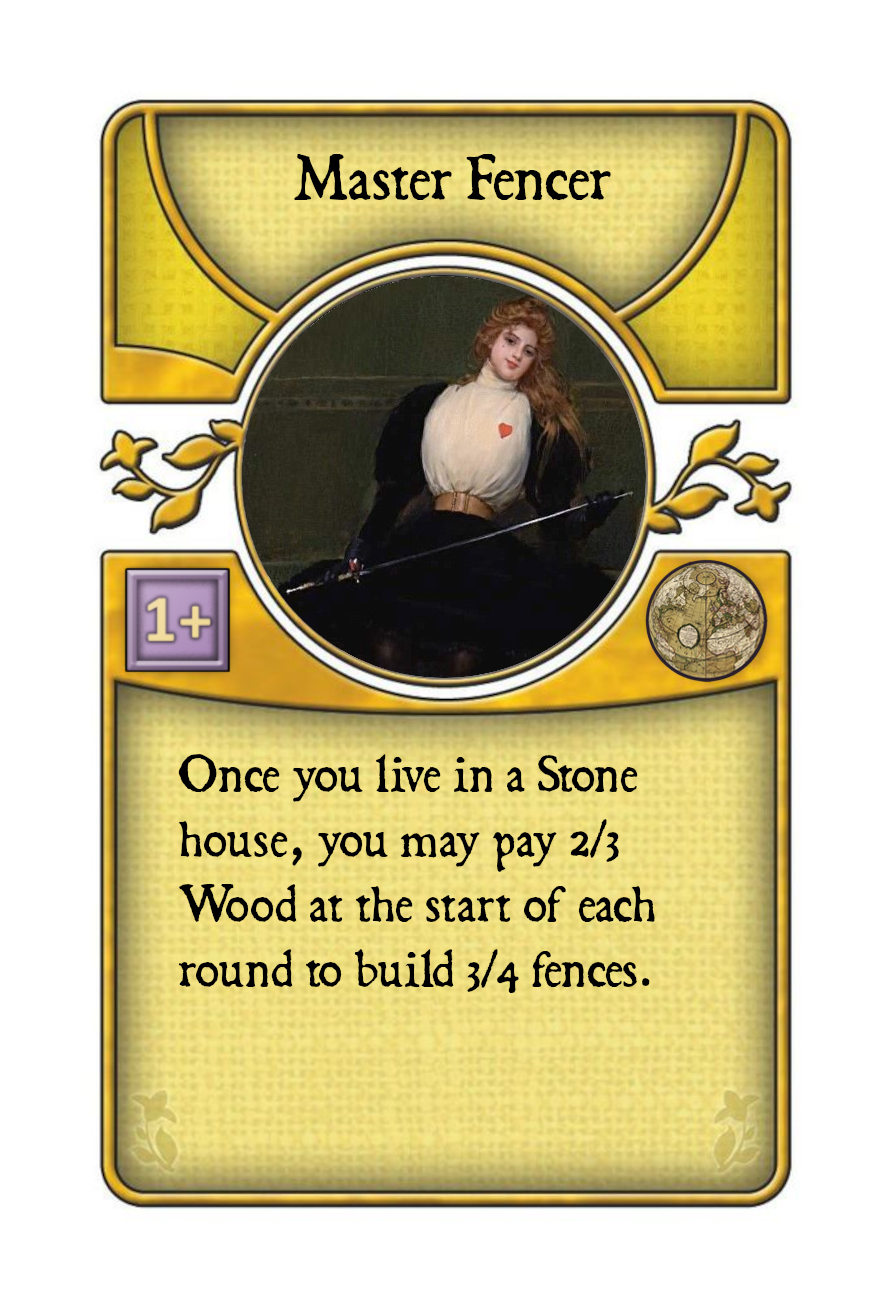 Master Fencer
1+
Once you live in a Stone
house, you may pay 2/3
Wood at the start of each
round to build 3/4 fences.